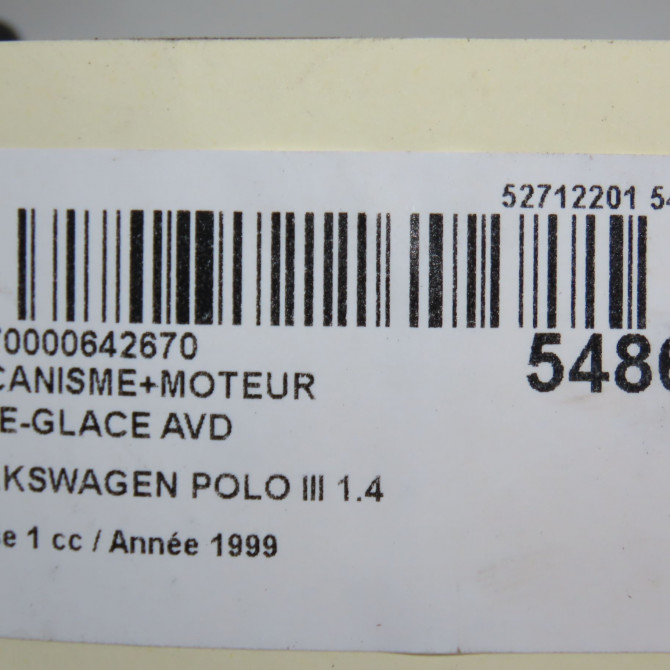 52712201 54
70000642670
5486
CANISME+MOTEUR
E-GLACE AVD
KSWAGEN POLO III 1.4
e 1 cc / Année 1999